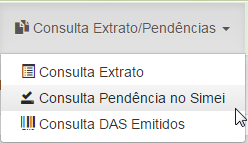 Consulta Extrato/Pendências
Consulta Extrato
Consulta Pendência no Simei
Consulta DAS Emitidos